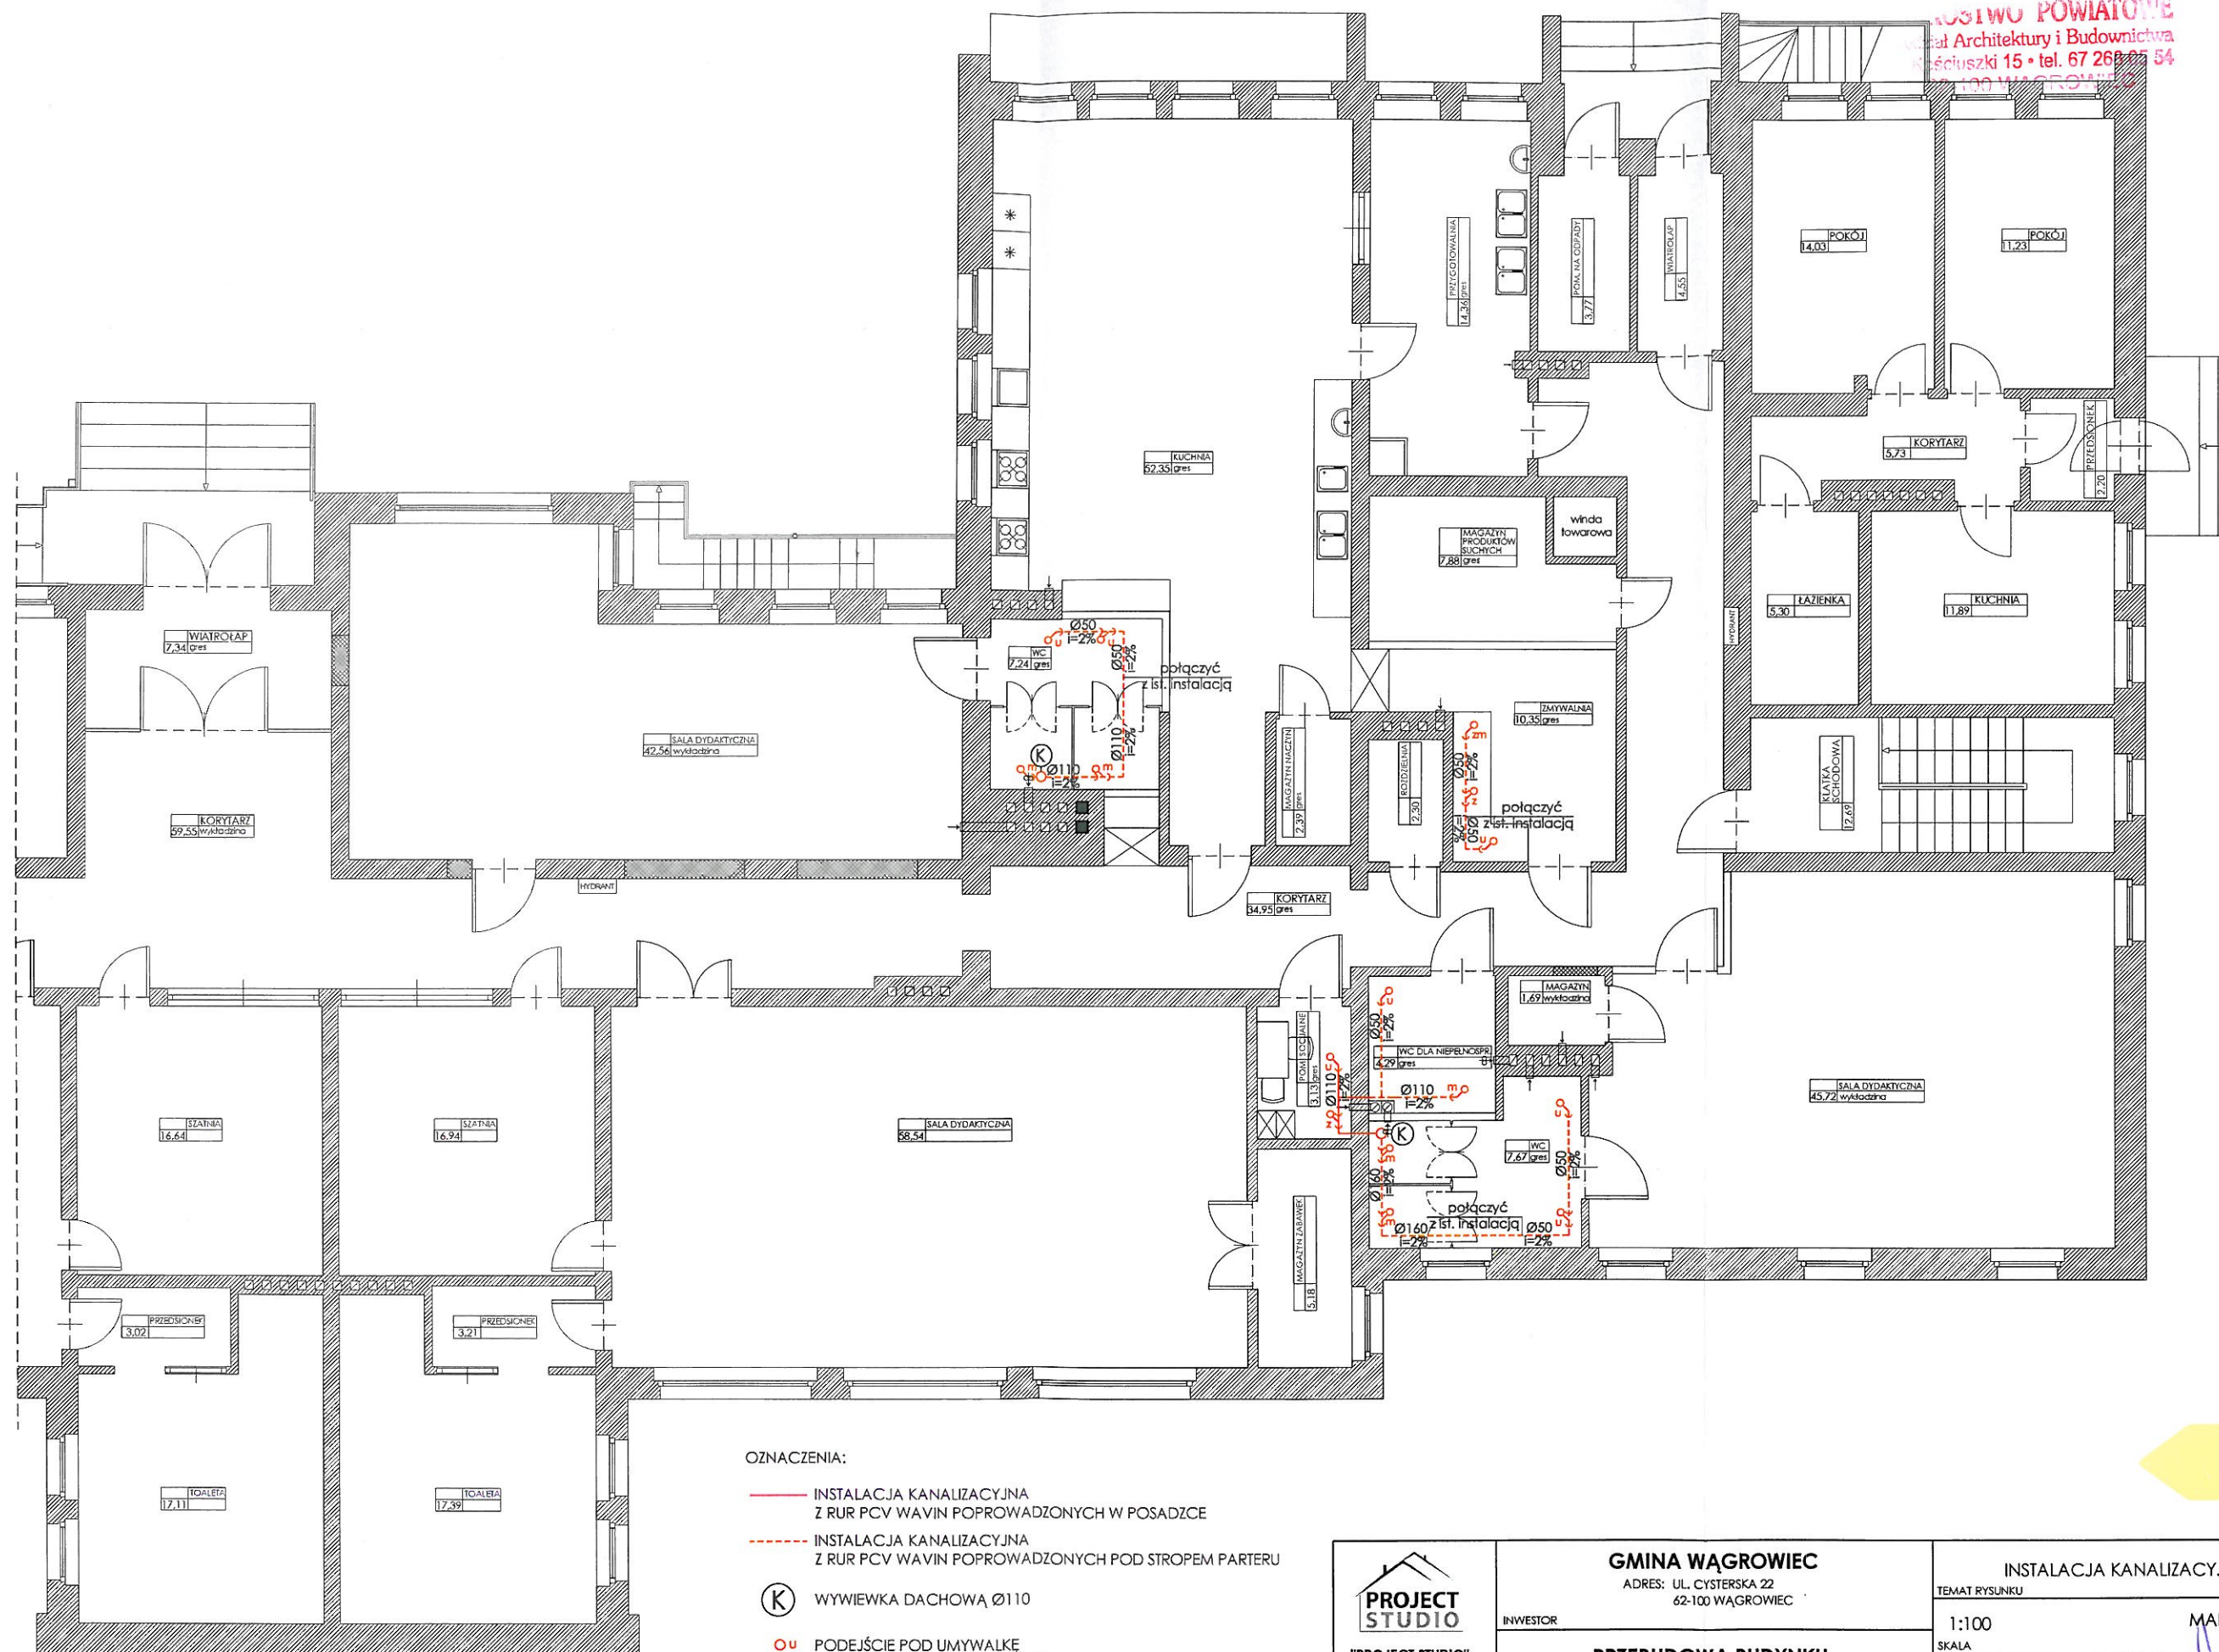 POWIATOWE
Architektury i Budownictwa
15 • tel. 67 268 05 54
WĄGROWIEC
POKÓJ
14,03
POKÓJ
11,23
PRZYGOTOWALNIA
14,36 gres
POM. NA ODPADY
3,77
WIATROŁAP
4,55
KUCHNIA
52,35 gres
KORYTARZ
5,73
PRZEDSIONEK
2,20
winda
towarowa
MAGAZYN
PRODUKTÓW
SUCHYCH
7,88 gres
ŁAZIENKA
5,30
KUCHNIA
11,89
HYDRANT
WIATROŁAP
7,34 gres
WC
7,24 gres
Ø50
i=2%
u
u
Ø50
i=2%
połączyć
z ist. instalacją
Ø110
i=2%
K
m
Ø110
i=2%
m
SALA DYDAKTYCZNA
42,56 wykładzina
ZMYWALNIA
10,35 gres
zm
Ø50
i=2%
z
połączyć
z ist. instalacją
Ø50
i=2%
u
MAGAZYN NACZYŃ
2,39 gres
ROZDZIELNIA
2,30
KLATKA
SCHODOWA
12,69
KORYTARZ
59,55 wykładzina
HYDRANT
KORYTARZ
34,95 gres
MAGAZYN
1,69 wykładzina
u
Ø50
i=2%
WC DLA NIEPEŁNOSPR.
4,29 gres
POM. SOCJALNE
3,13 gres
u
Ø110
i=2%
z
Ø110
i=2%
m
K
SALA DYDAKTYCZNA
45,72 wykładzina
SZATNIA
16,64
SZATNIA
16,94
SALA DYDAKTYCZNA
58,54
WC
7,67 gres
m
Ø160
i=2%
u
Ø50
i=2%
połączyć
z ist. instalacją
m
Ø160
i=2%
Ø50
i=2%
u
MAGAZYN ZABAWEK
5,18
PRZEDSIONEK
3,02
PRZEDSIONEK
3,21
TOALETA
17,11
TOALETA
17,39
OZNACZENIA:
INSTALACJA KANALIZACYJNA
Z RUR PCV WAVIN POPROWADZONYCH W POSADZCE
INSTALACJA KANALIZACYJNA
Z RUR PCV WAVIN POPROWADZONYCH POD STROPEM PARTERU
K WYWIEWKA DACHOWĄ Ø110
u PODEJŚCIE POD UMYWALKĘ
PROJECT
STUDIO
"PROJECT STUDIO"
GMINA WĄGROWIEC
ADRES: UL. CYSTERSKA 22
62-100 WĄGROWIEC
INWESTOR
PRZEBUDOWA BUDYNKU
INSTALACJA KANALIZACY
TEMAT RYSUNKU
1:100
SKALA